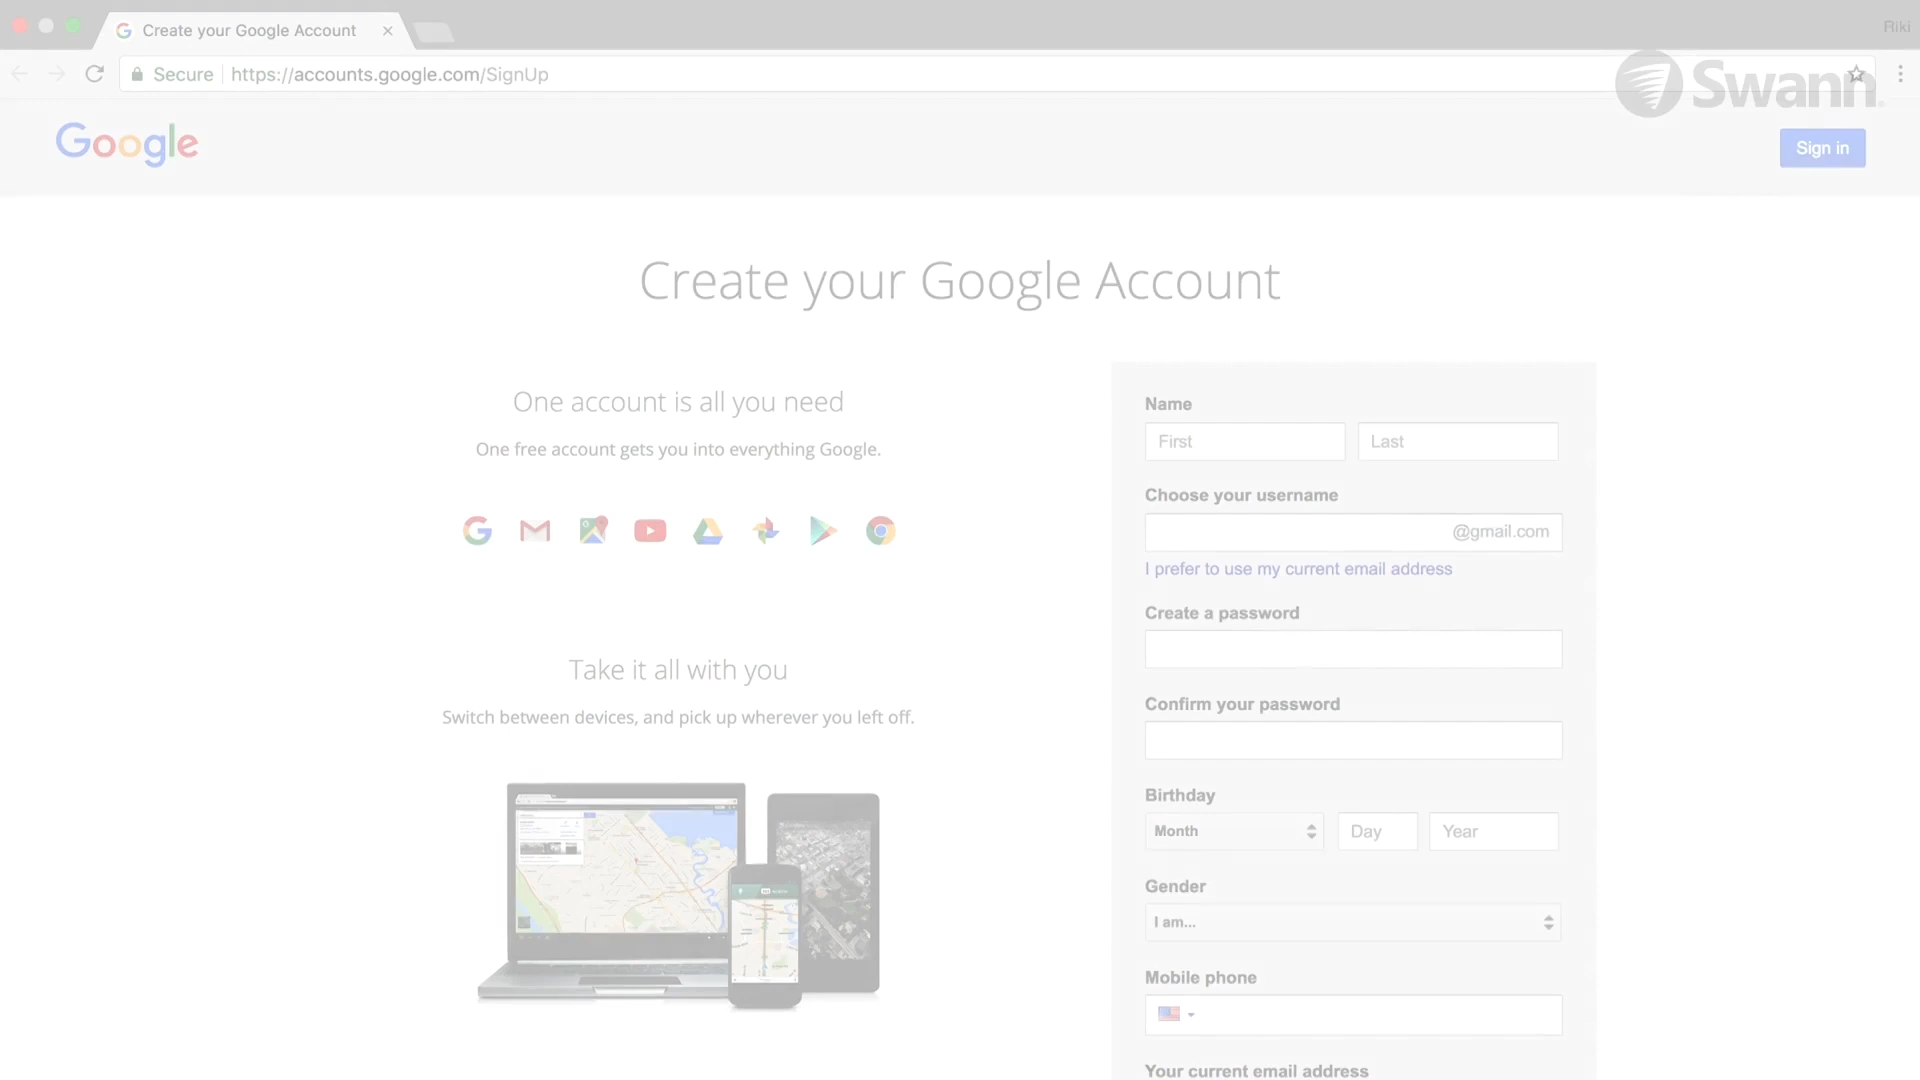 Create your Google Account
Riki
Secure
https://accounts.google.com/SignUp
Swann
Google
Sign in
Create your Google Account
One account is all you need
One free account gets you into everything Google.
Take it all with you
Switch between devices, and pick up wherever you left off.
Name
First
Last
Choose your username
@gmail.com
I prefer to use my current email address
Create a password
Confirm your password
Birthday
Month
Day
Year
Gender
I am...
Mobile phone
Your current email address